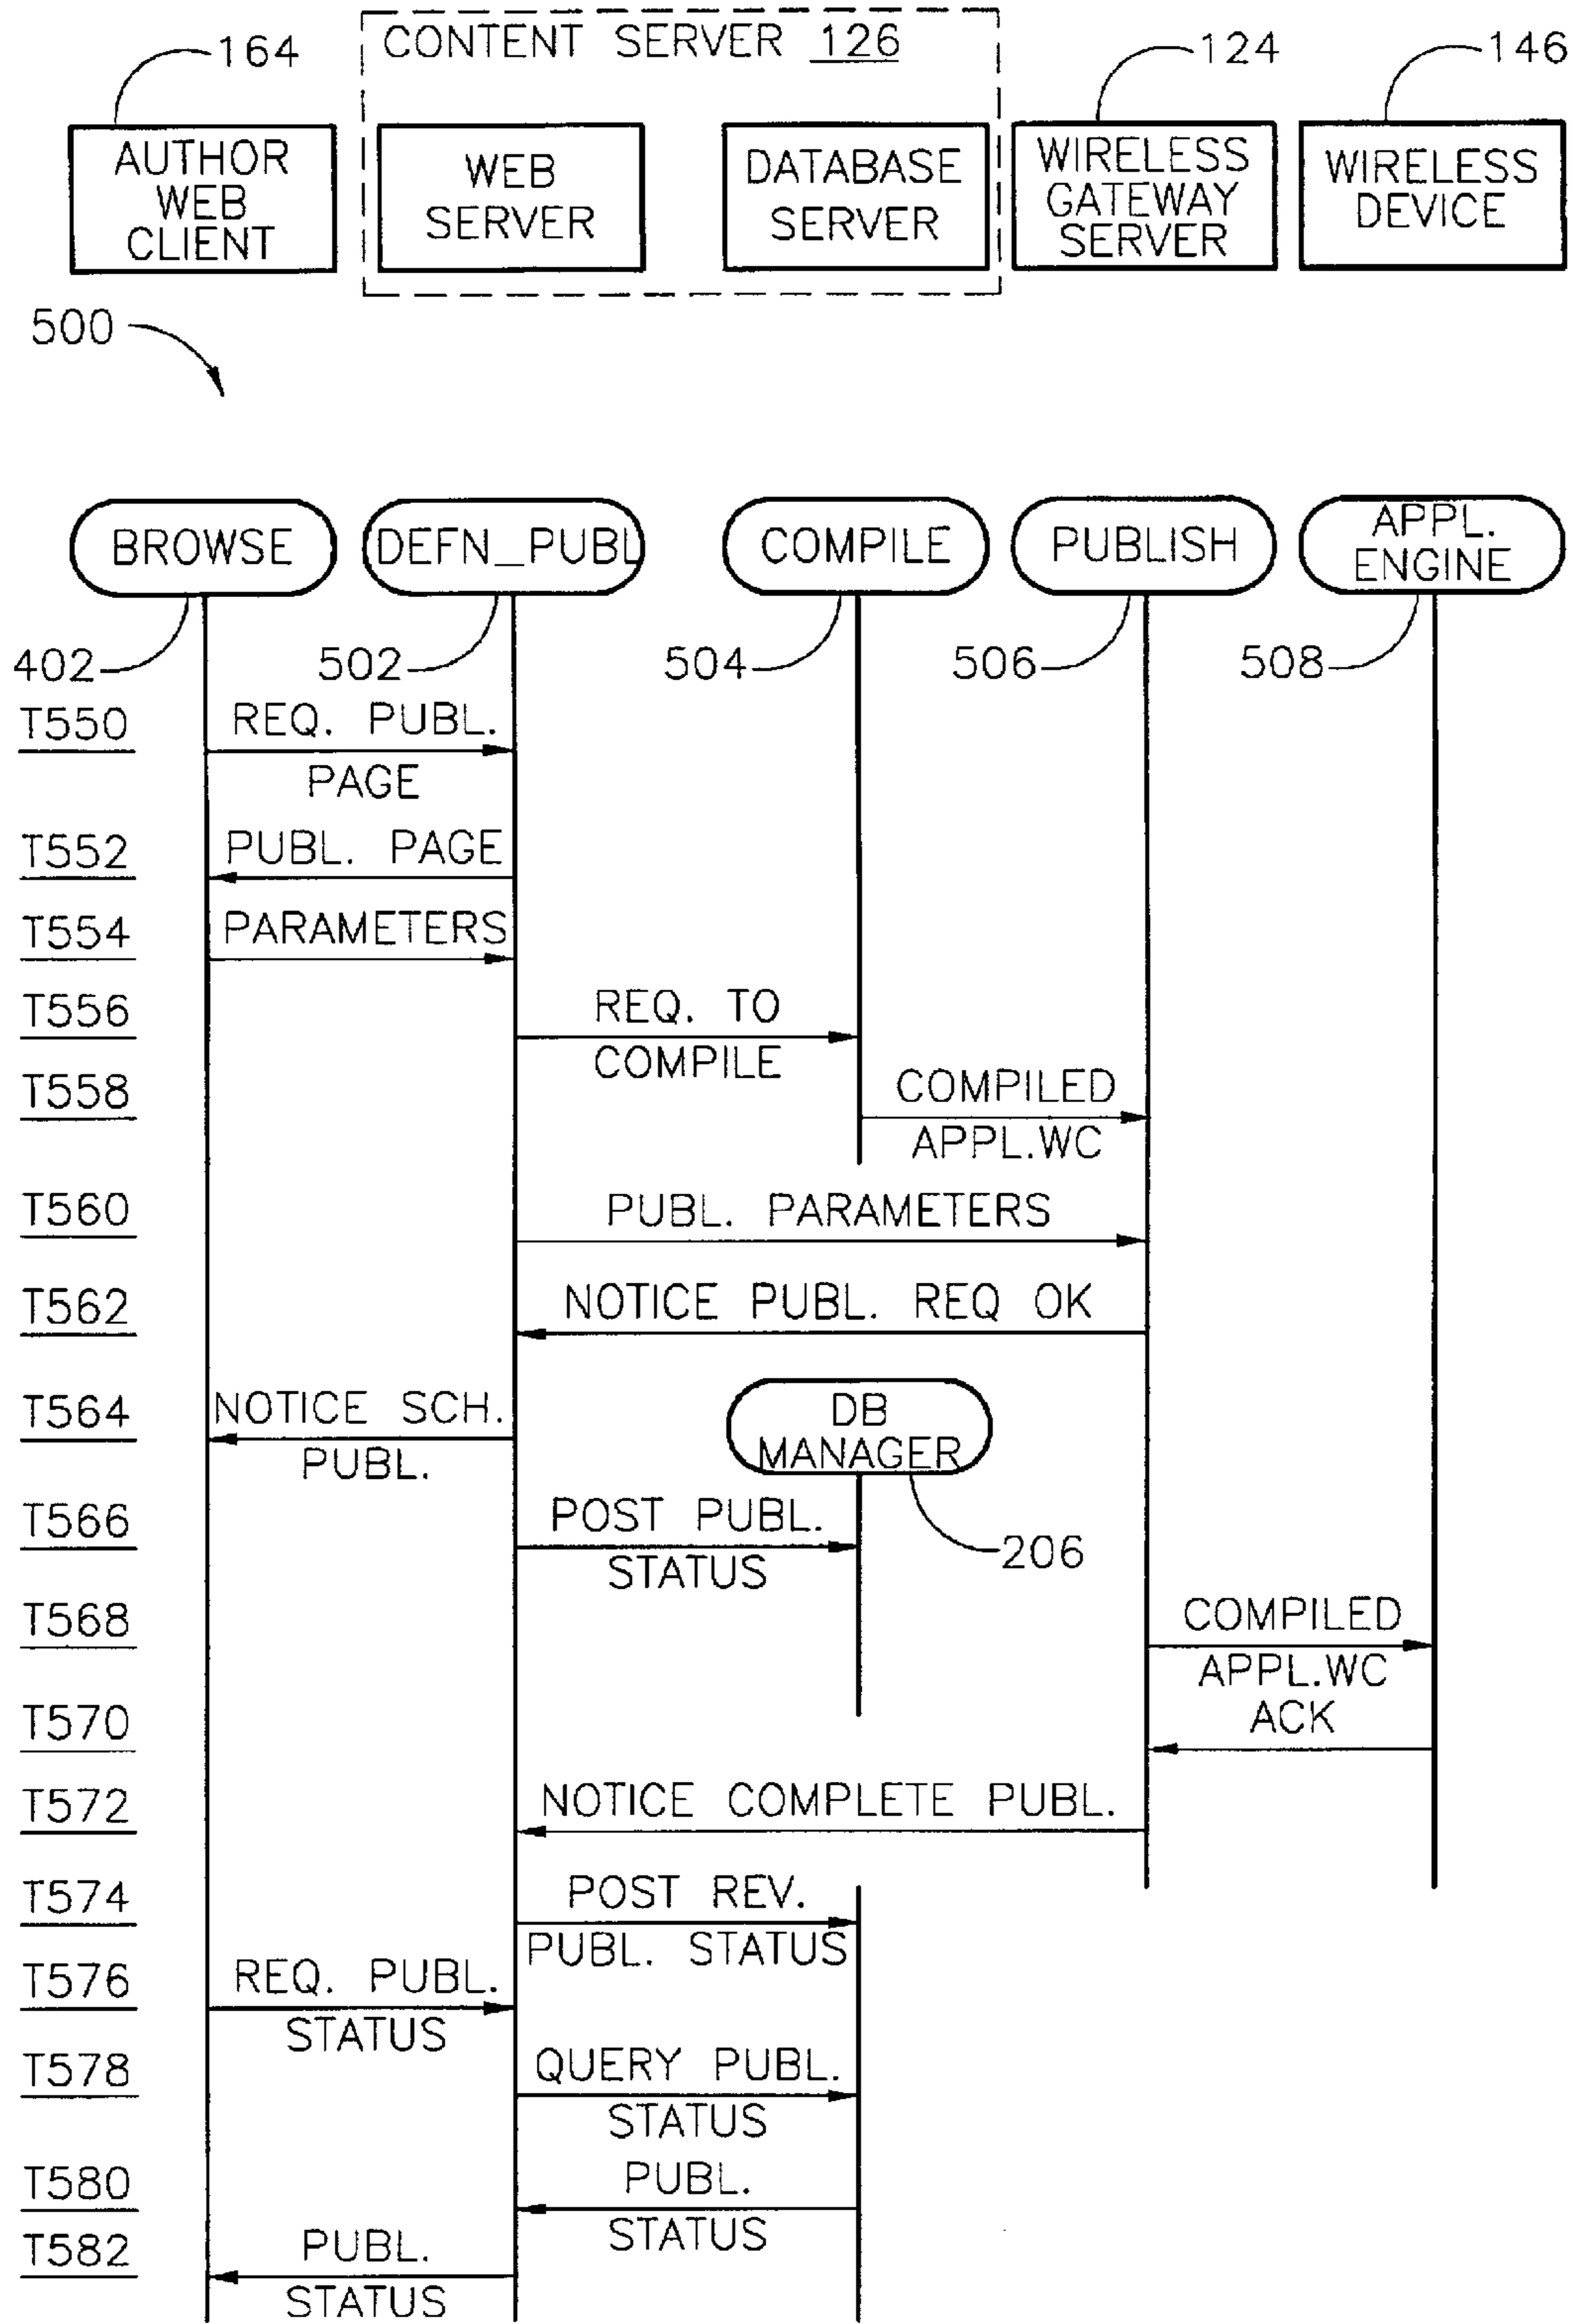 CONTENT SERVER 126
164
124
146
AUTHOR
WEB
CLIENT
WEB
SERVER
DATABASE
SERVER
WIRELESS
GATEWAY
SERVER
WIRELESS
DEVICE
500
BROWSE
DEFN_PUBL
COMPILE
PUBLISH
APPL.
ENGINE
402
502
504
506
508
T550
REQ. PUBL.
PAGE
T552
PUBL. PAGE
T554
PARAMETERS
T556
REQ. TO
COMPILE
T558
COMPILED
APPL.WC
T560
PUBL. PARAMETERS
T562
NOTICE PUBL. REQ OK
T564
NOTICE SCH.
PUBL.
DB
MANAGER
206
T566
POST PUBL.
STATUS
T568
COMPILED
APPL.WC
T570
ACK
T572
NOTICE COMPLETE PUBL.
T574
POST REV.
PUBL. STATUS
T576
REQ. PUBL.
STATUS
T578
QUERY PUBL.
STATUS
T580
PUBL.
STATUS
T582
PUBL.
STATUS